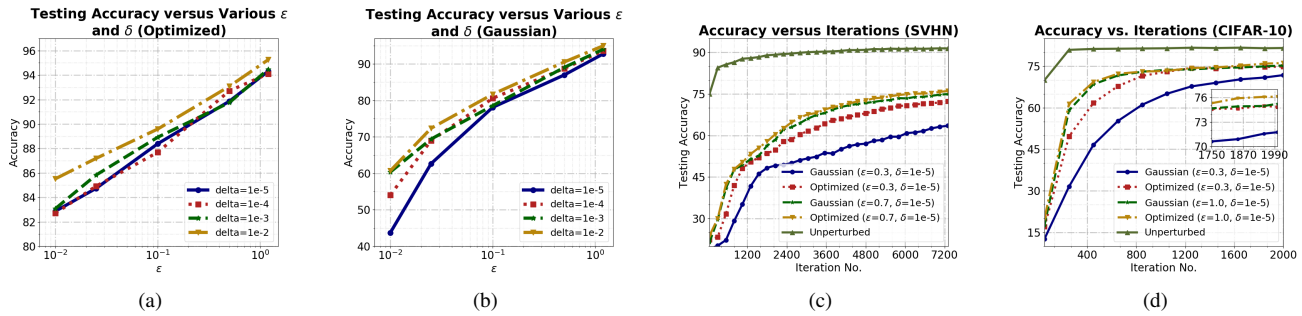 Testing Accuracy versus Various ε
and δ (Optimized)
Accuracy
96
94
92
90
88
86
84
82
80
10⁻²
10⁻¹
10⁰
ε
delta=1e-5
delta=1e-4
delta=1e-3
delta=1e-2
(a)
Testing Accuracy versus Various ε
and δ (Gaussian)
Accuracy
90
80
70
60
50
40
10⁻²
10⁻¹
10⁰
ε
delta=1e-5
delta=1e-4
delta=1e-3
delta=1e-2
(b)
Accuracy versus Iterations (SVHN)
Testing Accuracy
90
75
60
45
30
1200
2400
3600
4800
6000
7200
Iteration No.
Gaussian (ε=0.3, δ=1e-5)
Optimized (ε=0.3, δ=1e-5)
Gaussian (ε=0.7, δ=1e-5)
Optimized (ε=0.7, δ=1e-5)
Unperturbed
(c)
Accuracy vs. Iterations (CIFAR-10)
Testing Accuracy
75
60
45
30
15
400
800
1200
1600
2000
Iteration No.
76
73
70
1750
1870
1990
Gaussian (ε=0.3, δ=1e-5)
Optimized (ε=0.3, δ=1e-5)
Gaussian (ε=1.0, δ=1e-5)
Optimized (ε=1.0, δ=1e-5)
Unperturbed
(d)